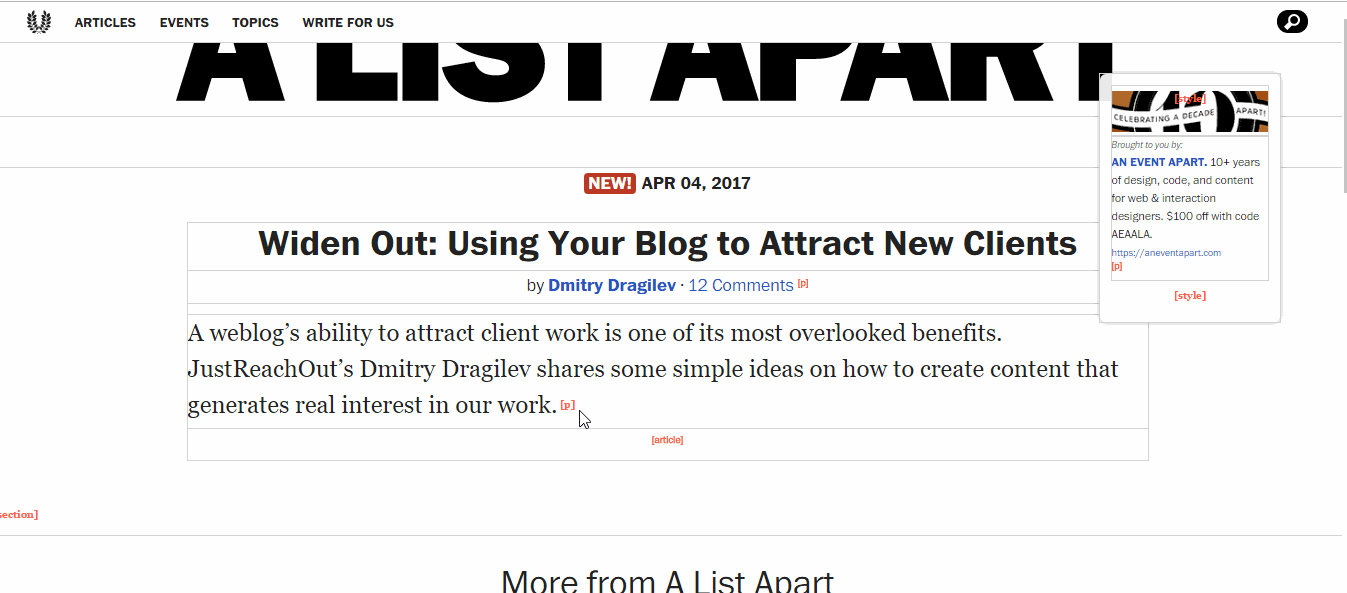 ARTICLES EVENTS TOPICS WRITE FOR US
A LIST APART
[style]
CELEBRATING A DECADE APART!
Brought to you by:
AN EVENT APART. 10+ years
of design, code, and content
for web & interaction
designers. $100 off with code
AEAALA.
https://aneventapart.com
[p]
[style]
NEW! APR 04, 2017
Widen Out: Using Your Blog to Attract New Clients
by Dmitry Dragilev · 12 Comments [p]
A weblog’s ability to attract client work is one of its most overlooked benefits.
JustReachOut’s Dmitry Dragilev shares some simple ideas on how to create content that
generates real interest in our work. [p]
[article]
section]
More from A List Apart